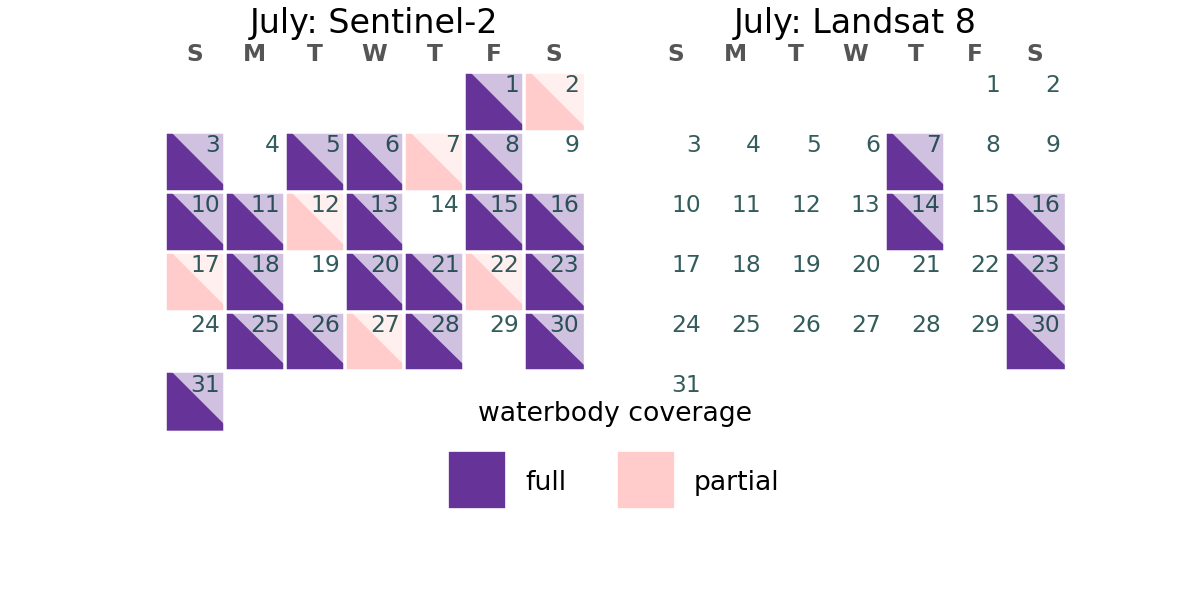 July: Sentinel-2
S M T W T F S
1 2
3 4 5 6 7 8 9
10 11 12 13 14 15 16
17 18 19 20 21 22 23
24 25 26 27 28 29 30
31
July: Landsat 8
S M T W T F S
1 2
3 4 5 6 7 8 9
10 11 12 13 14 15 16
17 18 19 20 21 22 23
24 25 26 27 28 29 30
31
waterbody coverage
full partial